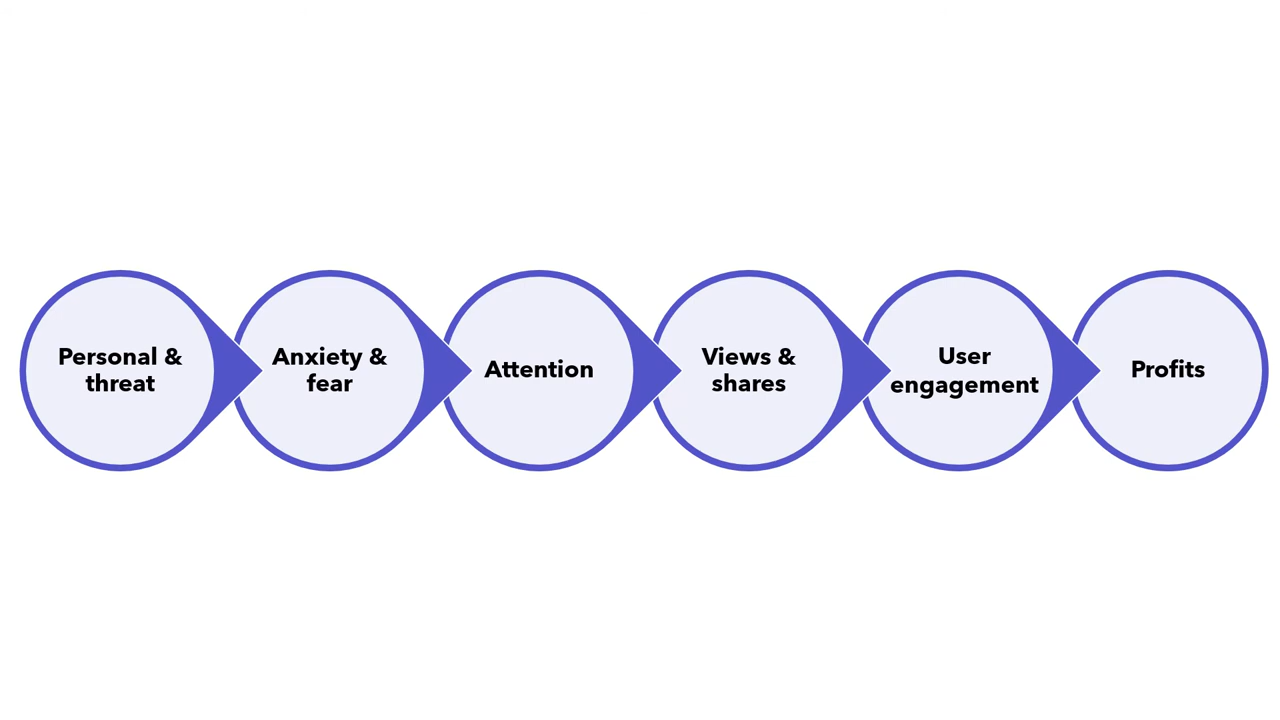 Personal &
threat
Anxiety &
fear
Attention
Views &
shares
User
engagement
Profits